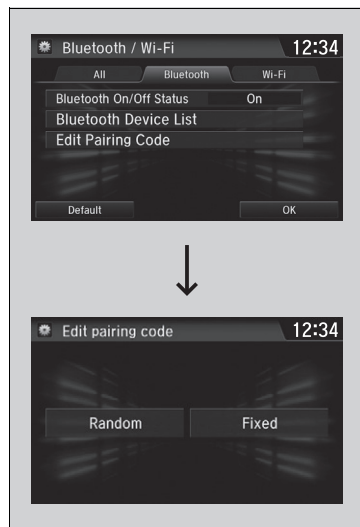 Bluetooth / Wi-Fi 12:34
All Bluetooth Wi-Fi
Bluetooth On/Off Status On
Bluetooth Device List
Edit Pairing Code
Default OK
Edit pairing code 12:34
Random Fixed